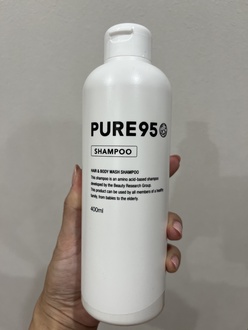 PURE95
SHAMPOO
HAIR & BODY WASH SHAMPOO
This shampoo is an amino acid-based shampoo
developed by the Beauty Research Group.
This product can be used by all members of a healthy
family, from babies to the elderly.
400ml